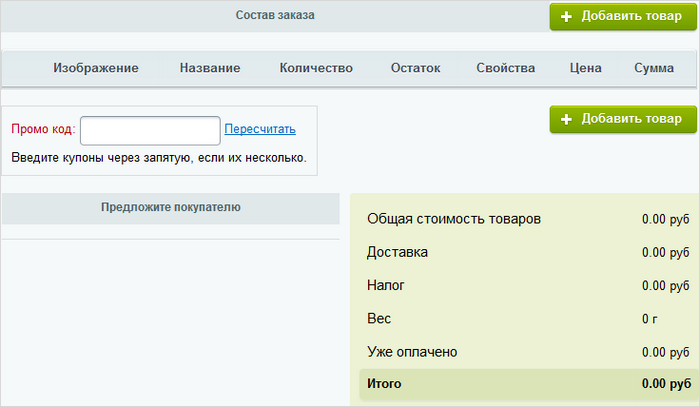 Состав заказа
+ Добавить товар
Изображение Название Количество Остаток Свойства Цена Сумма
Промо код: Пересчитать
+ Добавить товар
Введите купоны через запятую, если их несколько.
Предложите покупателю
Общая стоимость товаров 0.00 руб
Доставка 0.00 руб
Налог 0.00 руб
Вес 0 г
Уже оплачено 0.00 руб
Итого 0.00 руб